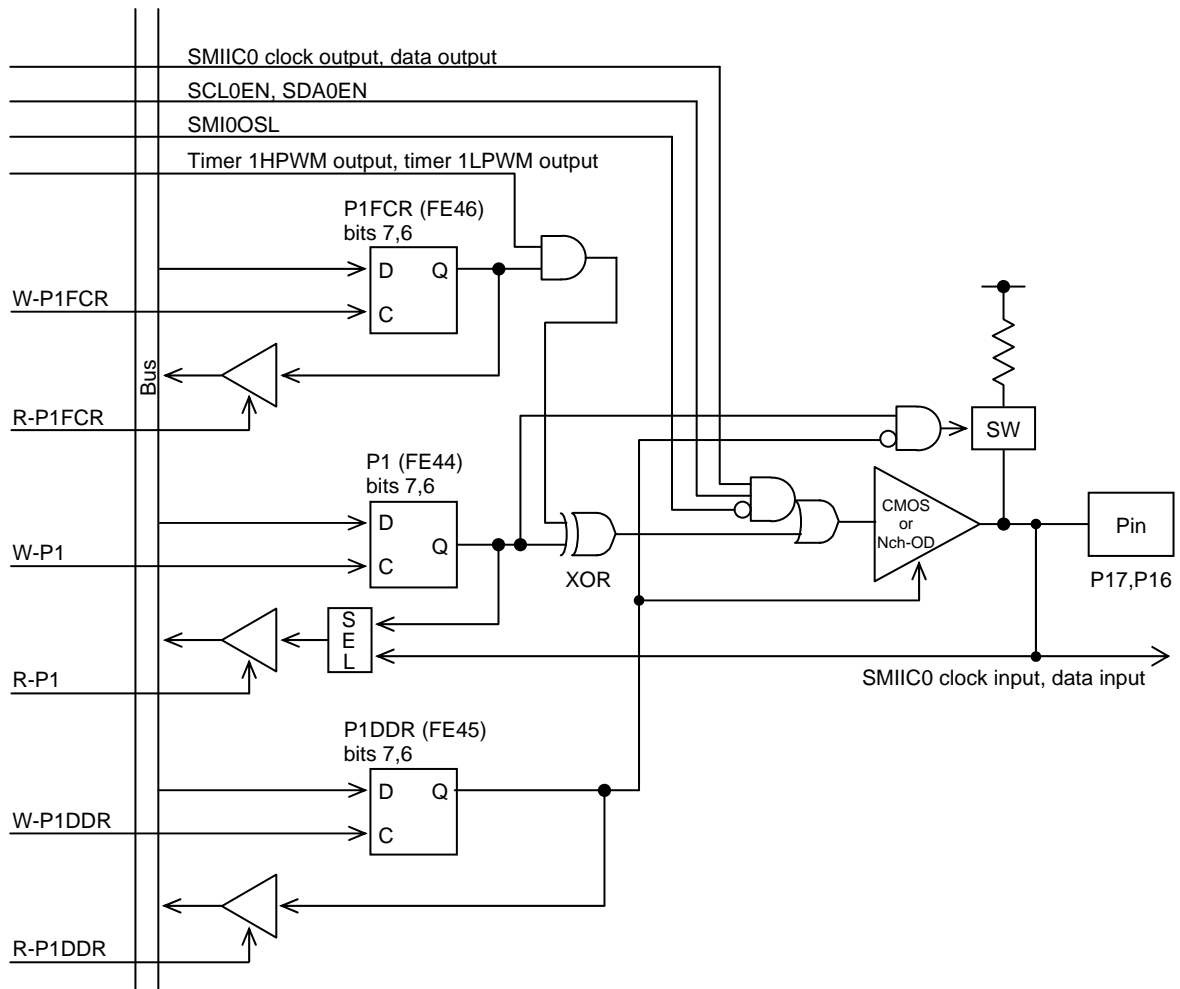 SMIIC0 clock output, data output
SCL0EN, SDA0EN
SMI0OSL
Timer 1HPWM output, timer 1LPWM output
P1FCR (FE46)
bits 7,6
D Q
W-P1FCR
C
Bus
R-P1FCR
SW
P1 (FE44)
bits 7,6
CMOS
or
Nch-OD
D
Q
Pin
W-P1
C
XOR
P17,P16
SEL
R-P1
SMIIC0 clock input, data input
P1DDR (FE45)
bits 7,6
D Q
W-P1DDR
C
R-P1DDR